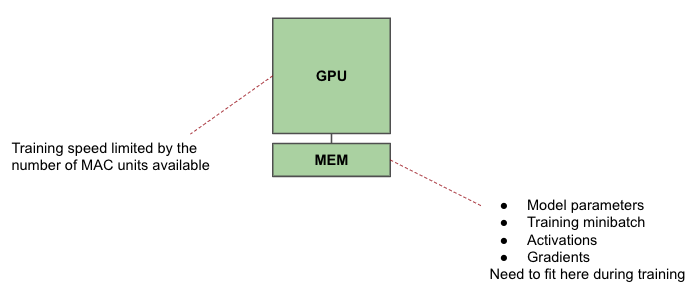 GPU
Training speed limited by the
number of MAC units available
MEM
● Model parameters
● Training minibatch
● Activations
● Gradients
Need to fit here during training